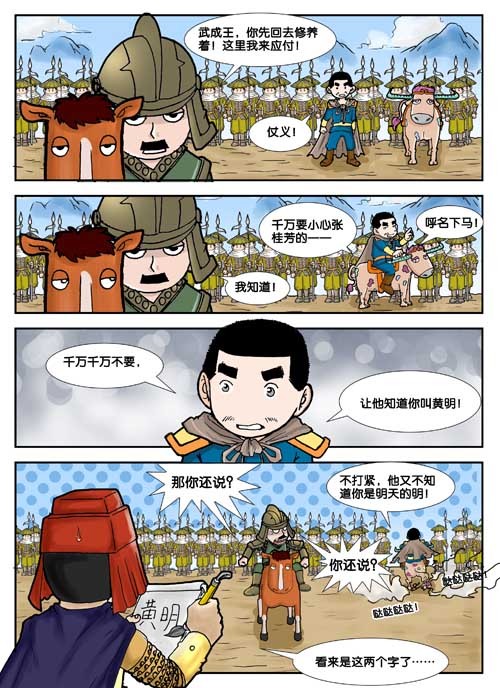 武成王，你先回去修养
着！这里我来应付！
仗义！
千万要小心张
桂芳的——
呼名下马！
我知道！
千万千万不要，
让他知道你叫黄明！
那你还说？
不打紧，他又不知
道你是明天的明！
你还说？
哒哒哒哒！
哒哒哒哒！
黄明
看来是这两个字了……